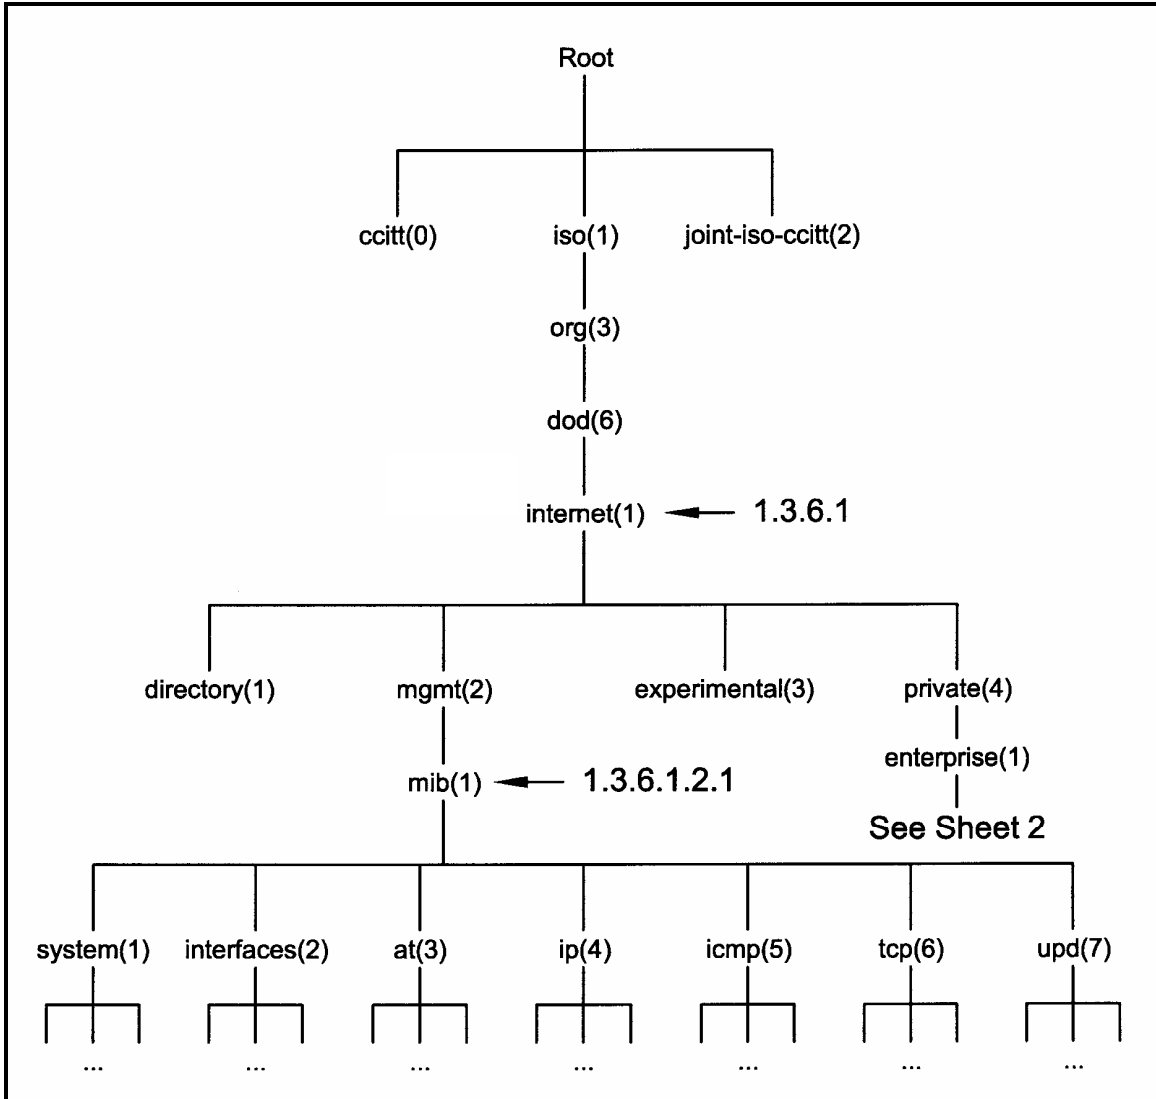 Root
ccitt(0) iso(1) joint-iso-ccitt(2)
org(3)
dod(6)
internet(1) 1.3.6.1
directory(1) mgmt(2) experimental(3) private(4)
enterprise(1)
mib(1) 1.3.6.1.2.1
See Sheet 2
system(1) interfaces(2) at(3) ip(4) icmp(5) tcp(6) upd(7)
... ... ... ... ... ... ...